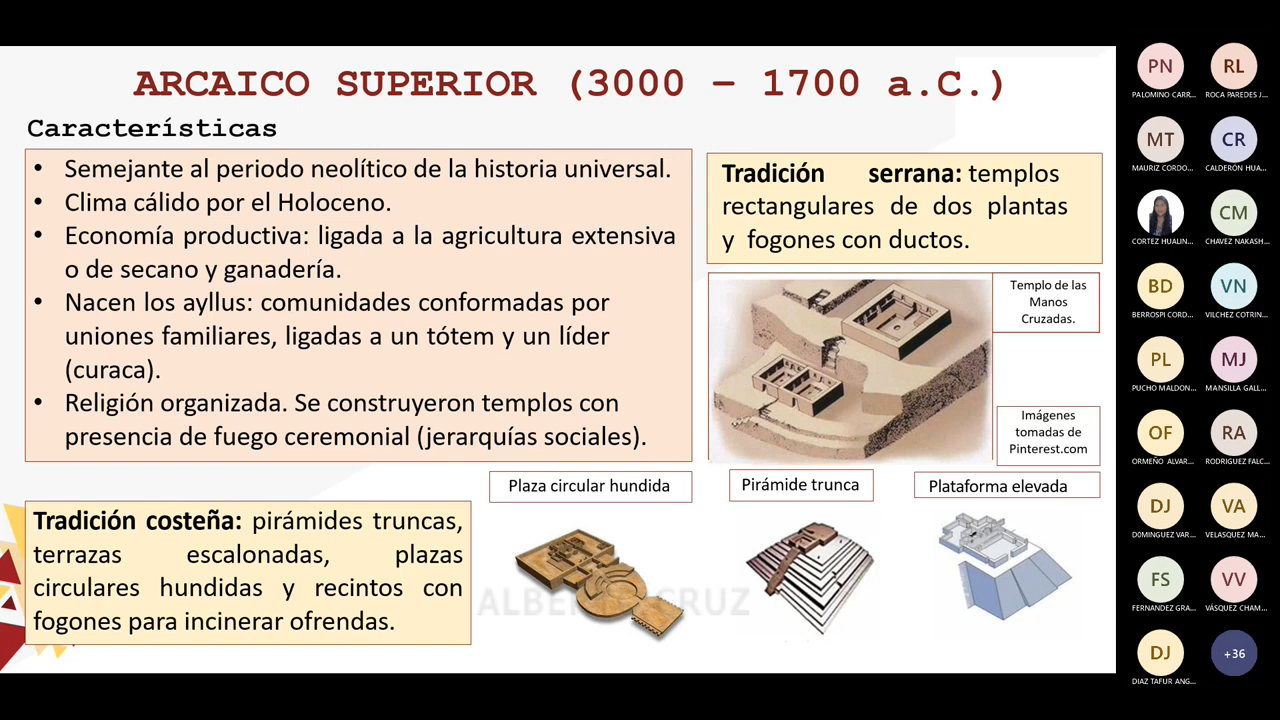 ARCAICO SUPERIOR (3000 – 1700 a.C.)
Características
• Semejante al periodo neolítico de la historia universal.
• Clima cálido por el Holoceno.
• Economía productiva: ligada a la agricultura extensiva
o de secano y ganadería.
• Nacen los ayllus: comunidades conformadas por
uniones familiares, ligadas a un tótem y un líder
(curaca).
• Religión organizada. Se construyeron templos con
presencia de fuego ceremonial (jerarquías sociales).
Tradición serrana: templos
rectangulares de dos plantas
y fogones con ductos.
Templo de las
Manos
Cruzadas.
Imágenes
tomadas de
Pinterest.com
Plaza circular hundida
Pirámide trunca
Plataforma elevada
Tradición costeña: pirámides truncas,
terrazas escalonadas, plazas
circulares hundidas y recintos con
fogones para incinerar ofrendas.
CRUZ
PN
PALOMINO CARR...
RL
ROCA PAREDES J...
MT
MAURIZ CORDO...
CR
CALDERÓN HUA...
CORTEZ HUALIN...
CM
CHAVEZ NAKASH...
BD
BERROSPI CORD...
VN
VILCHEZ COTRIN...
PL
PUCHO MALDON...
MJ
MANSILLA GALL...
OF
ORMEÑO ALVAR...
RA
RODRIGUEZ FALC...
DJ
DOMINGUEZ VAR...
VA
VELASQUEZ MA...
FS
FERNANDEZ GRA...
VV
VÁSQUEZ CHAM...
DJ
DIAZ TAFUR ANG...
+36